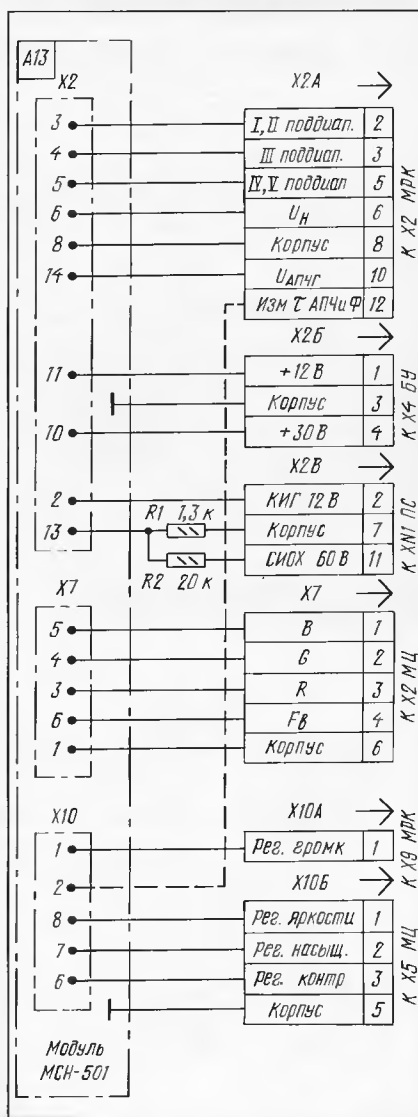 A13
X2
X2A
3 I, II поддиап. 2
4 III поддиап. 3
5 IV, V поддиап 5
6 Uн 6
8 Корпус 8
14 UАПЧГ 10
Изм τ АПЧиФ 12
К X2 МРК
X2Б
11 +12 В 1
Корпус 3
10 +30 В 4
К X4 БУ
X2В
2 КИГ 12 В 2
13 R1 1,3 к Корпус 7
R2 20 к СИОХ 60 В 11
К XN1 ПС
X7
X7
5 B 1
4 G 2
3 R 3
6 Fв 4
1 Корпус 6
К X2 МЦ
X10
X10А
1 Рег. громк 1
К X9 МРК
2
X10Б
8 Рег. яркости 1
7 Рег. насыщ. 2
6 Рег. контр 3
Корпус 5
К X5 МЦ
Модуль
МСН-501